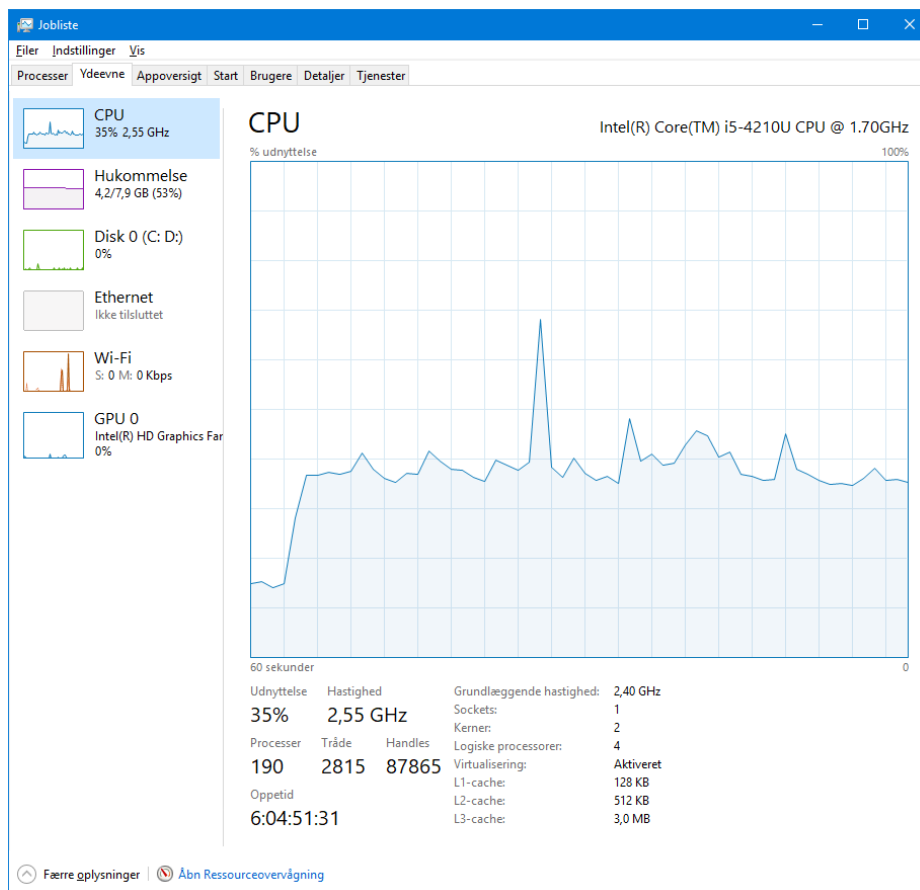 Jobliste
Filer Indstillinger Vis
Processer Ydeevne Appoversigt Start Brugere Detaljer Tjenester
CPU
35% 2,55 GHz
Hukommelse
4,2/7,9 GB (53%)
Disk 0 (C: D:)
0%
Ethernet
Ikke tilsluttet
Wi-Fi
S: 0 M: 0 Kbps
GPU 0
Intel(R) HD Graphics Far
0%
CPU
Intel(R) Core(TM) i5-4210U CPU @ 1.70GHz
% udnyttelse 100%
60 sekunder 0
Udnyttelse Hastighed
35% 2,55 GHz
Processer Tråde Handles
190 2815 87865
Oppetid
6:04:51:31
Grundlæggende hastighed: 2,40 GHz
Sockets: 1
Kerner: 2
Logiske processorer: 4
Virtualisering: Aktiveret
L1-cache: 128 KB
L2-cache: 512 KB
L3-cache: 3,0 MB
Færre oplysninger Åbn Ressourceovervågning